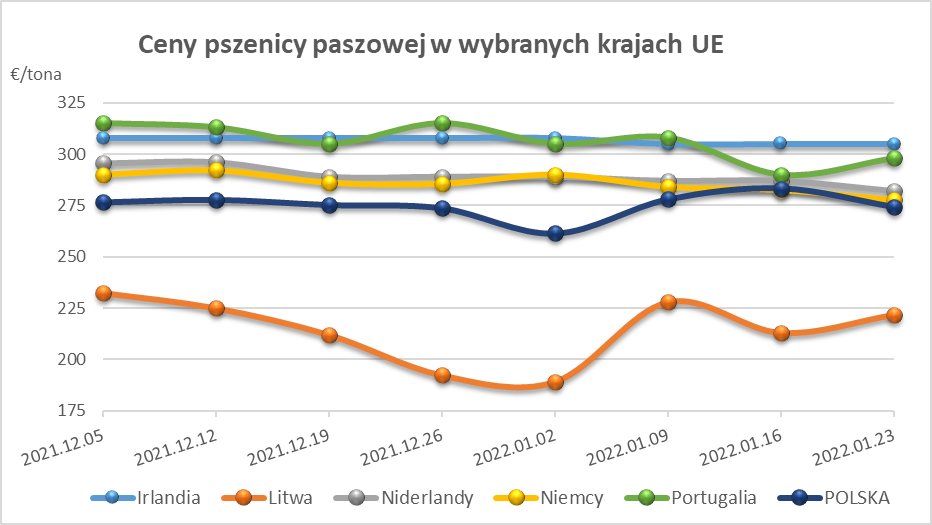 Ceny pszenicy paszowej w wybranych krajach UE
€/tona
325
300
275
250
225
200
175
2021.12.05 2021.12.12 2021.12.19 2021.12.26 2022.01.02 2022.01.09 2022.01.16 2022.01.23
Irlandia Litwa Niderlandy Niemcy Portugalia POLSKA